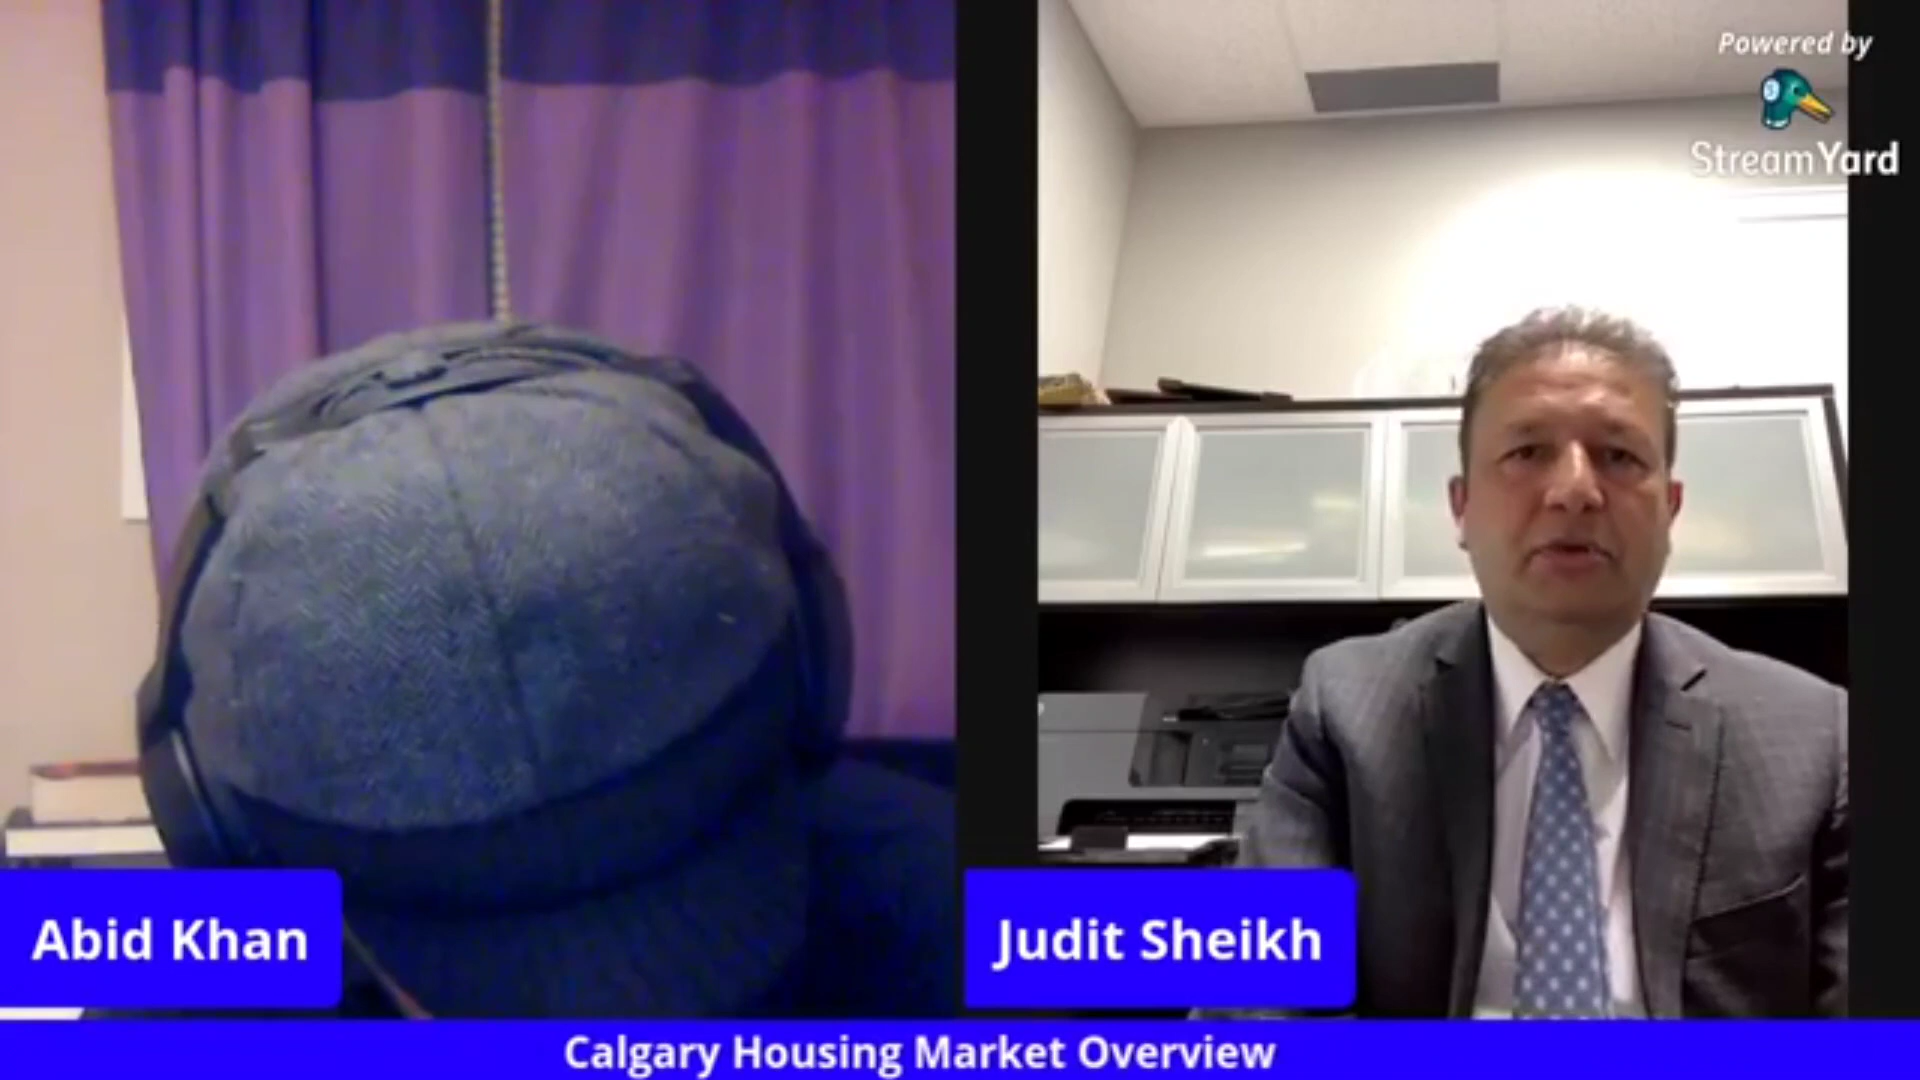 Powered by
StreamYard
Abid Khan
Judit Sheikh
Calgary Housing Market Overview